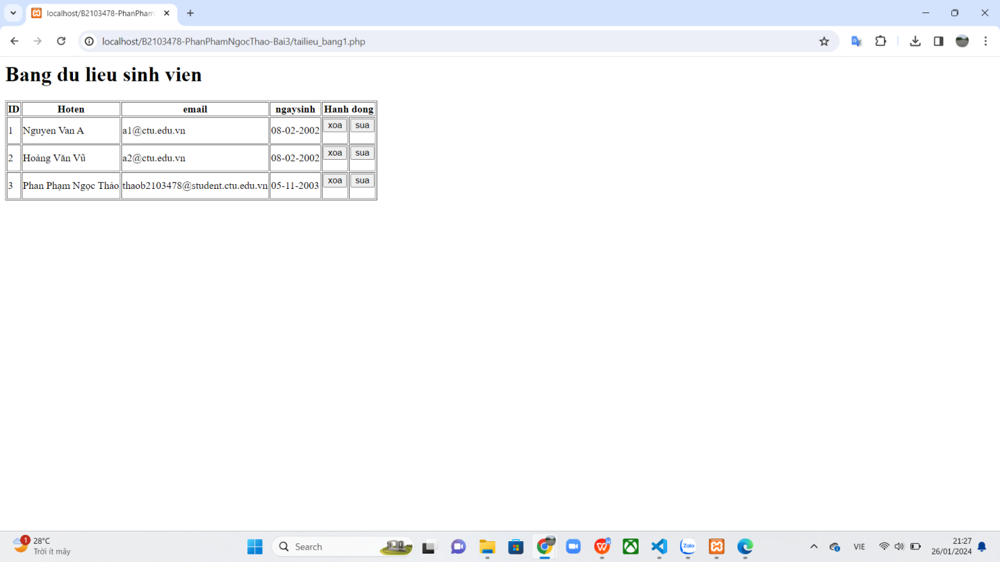 localhost/B2103478-PhanPham
localhost/B2103478-PhanPhamNgocThao-Bai3/tailieu_bang1.php
Bang du lieu sinh vien
ID Hoten email ngaysinh Hanh dong
1 Nguyen Van A a1@ctu.edu.vn 08-02-2002 xoa sua
2 Hoàng Văn Vũ a2@ctu.edu.vn 08-02-2002 xoa sua
3 Phan Phạm Ngọc Thảo thaob2103478@student.ctu.edu.vn 05-11-2003 xoa sua
1
28°C
Trời ít mây
Search
Zalo
VIE
21:27
26/01/2024